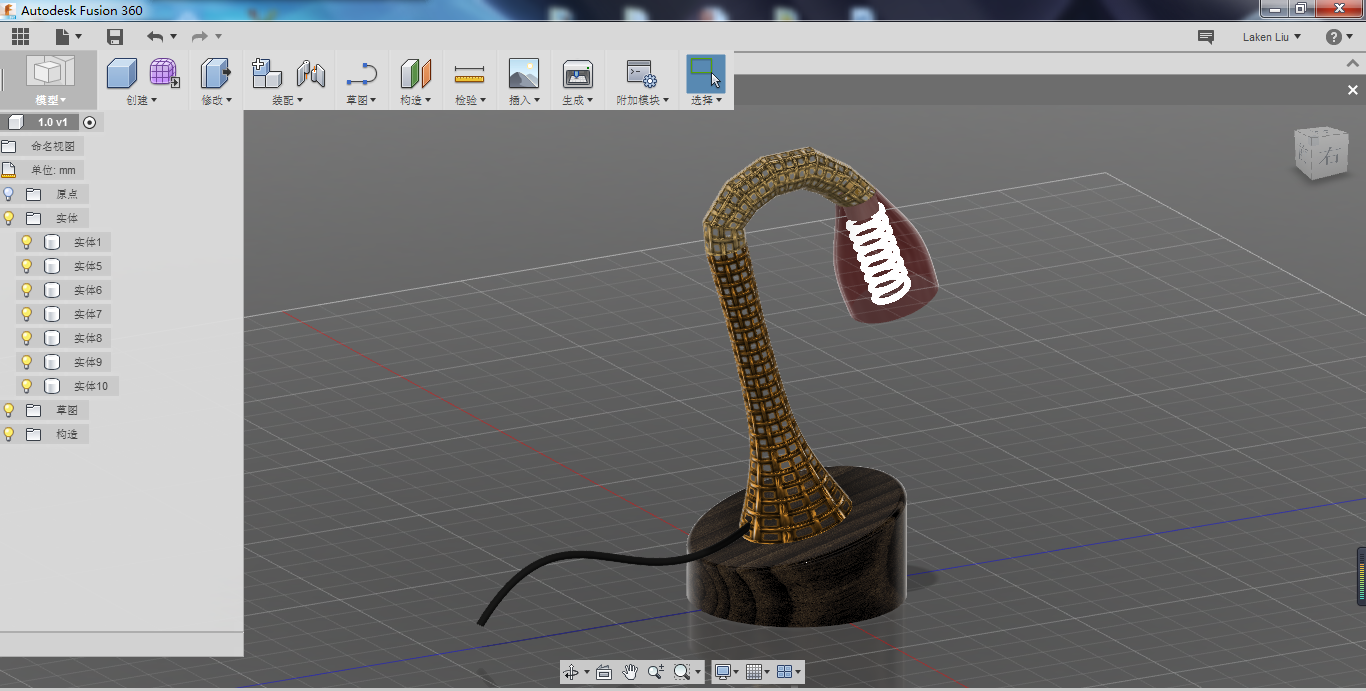 Autodesk Fusion 360
Laken Liu
模型
创建 修改 装配 草图 构造 检验 插入 生成 附加模块 选择
1.0 v1
命名视图
单位: mm
原点
实体
实体1
实体5
实体6
实体7
实体8
实体9
实体10
草图
构造
右